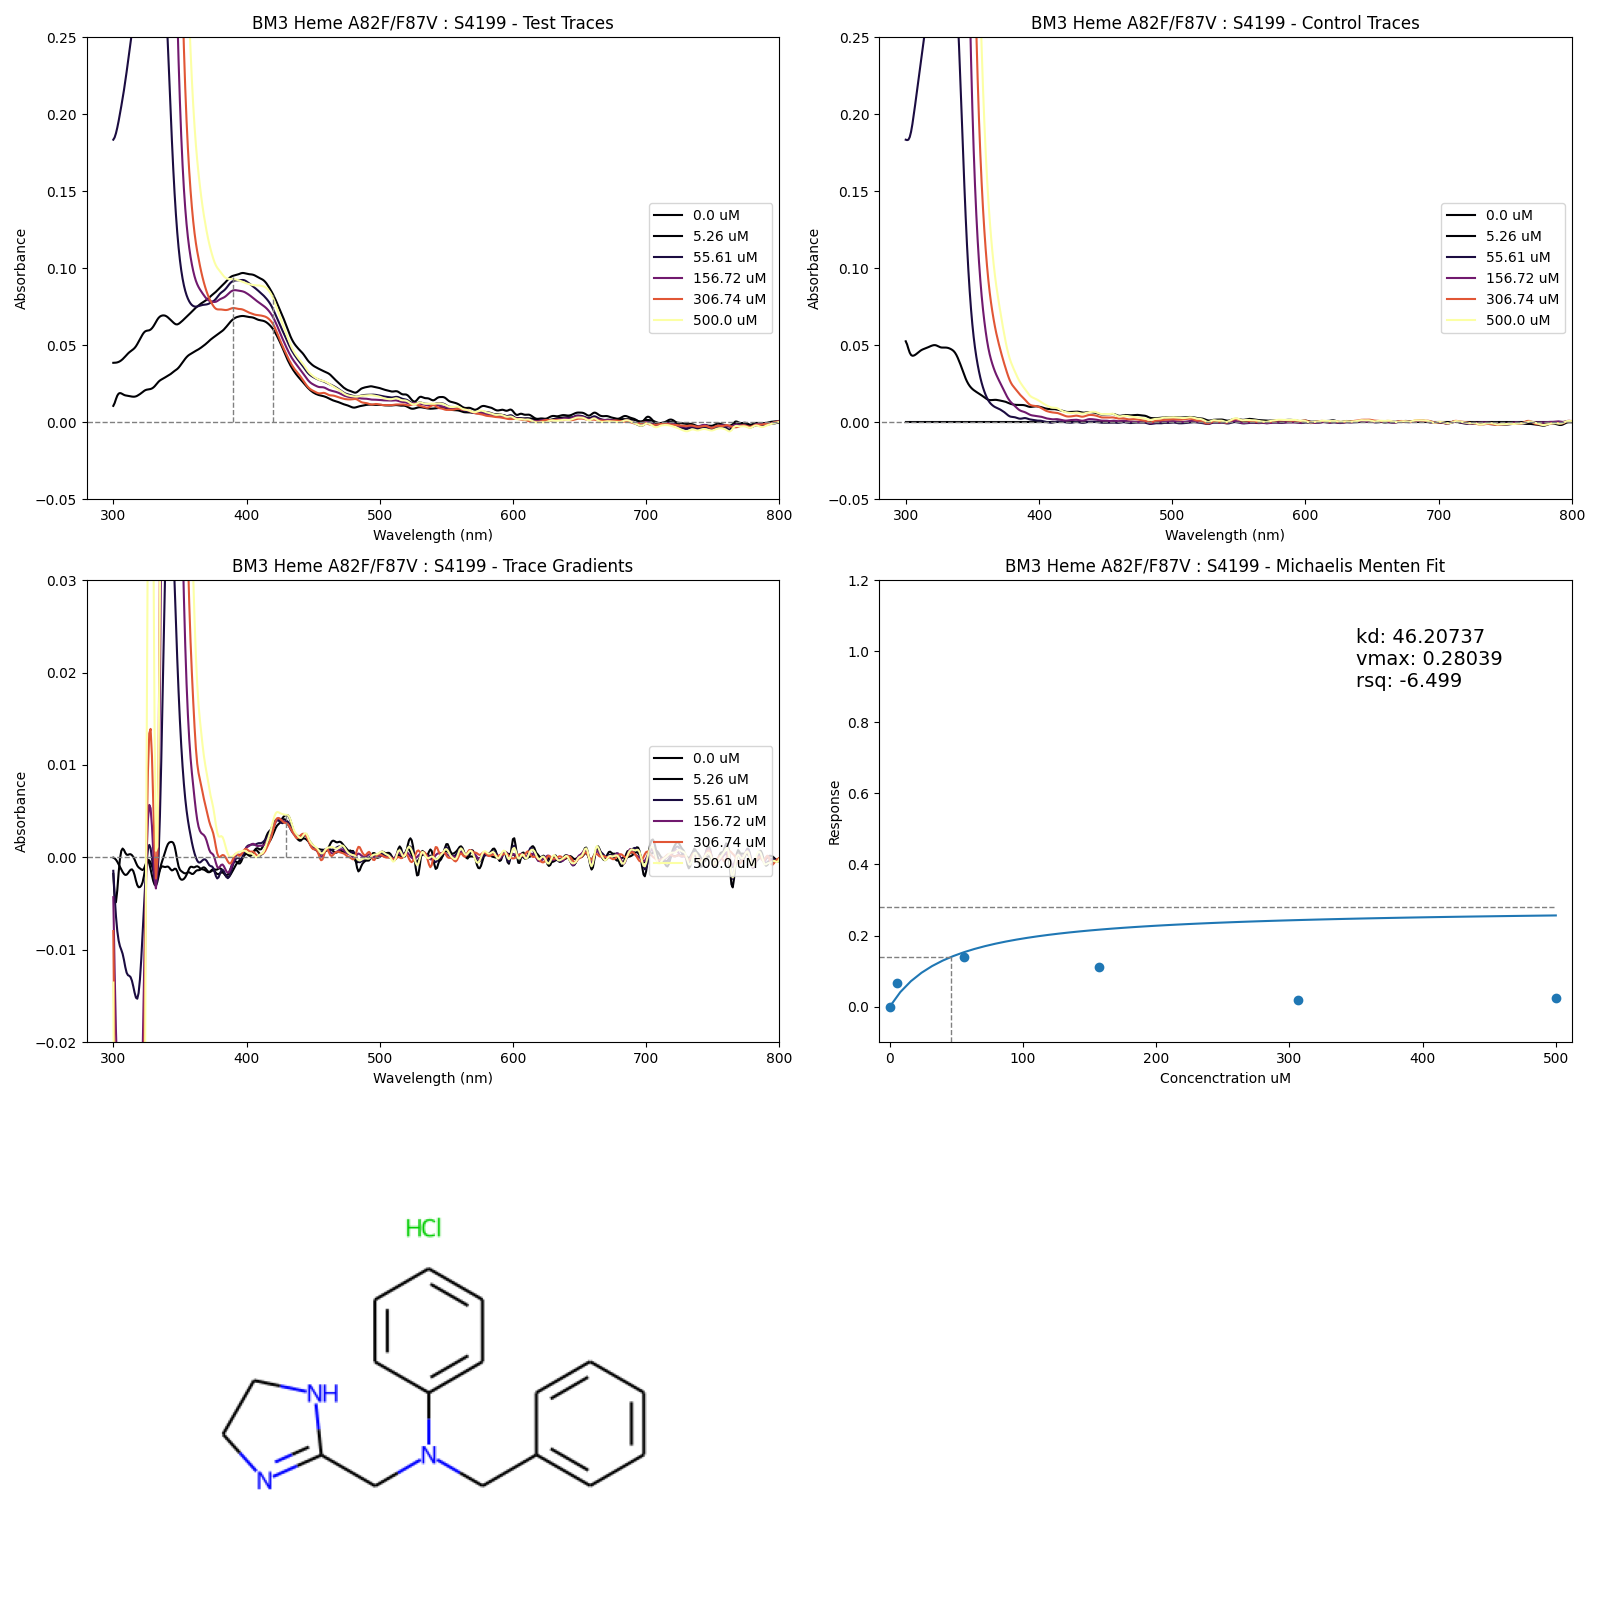 BM3 Heme A82F/F87V : S4199 - Test Traces
0.25
0.20
0.15
0.10
0.05
0.00
−0.05
Absorbance
0.0 uM
5.26 uM
55.61 uM
156.72 uM
306.74 uM
500.0 uM
300 400 500 600 700 800
Wavelength (nm)
BM3 Heme A82F/F87V : S4199 - Control Traces
0.25
0.20
0.15
0.10
0.05
0.00
−0.05
Absorbance
0.0 uM
5.26 uM
55.61 uM
156.72 uM
306.74 uM
500.0 uM
300 400 500 600 700 800
Wavelength (nm)
BM3 Heme A82F/F87V : S4199 - Trace Gradients
0.03
0.02
0.01
0.00
−0.01
−0.02
Absorbance
0.0 uM
5.26 uM
55.61 uM
156.72 uM
306.74 uM
500.0 uM
300 400 500 600 700 800
Wavelength (nm)
BM3 Heme A82F/F87V : S4199 - Michaelis Menten Fit
1.2
1.0
0.8
0.6
0.4
0.2
0.0
Response
kd: 46.20737
vmax: 0.28039
rsq: -6.499
0 100 200 300 400 500
Concenctration uM
HCl
NH
N
N